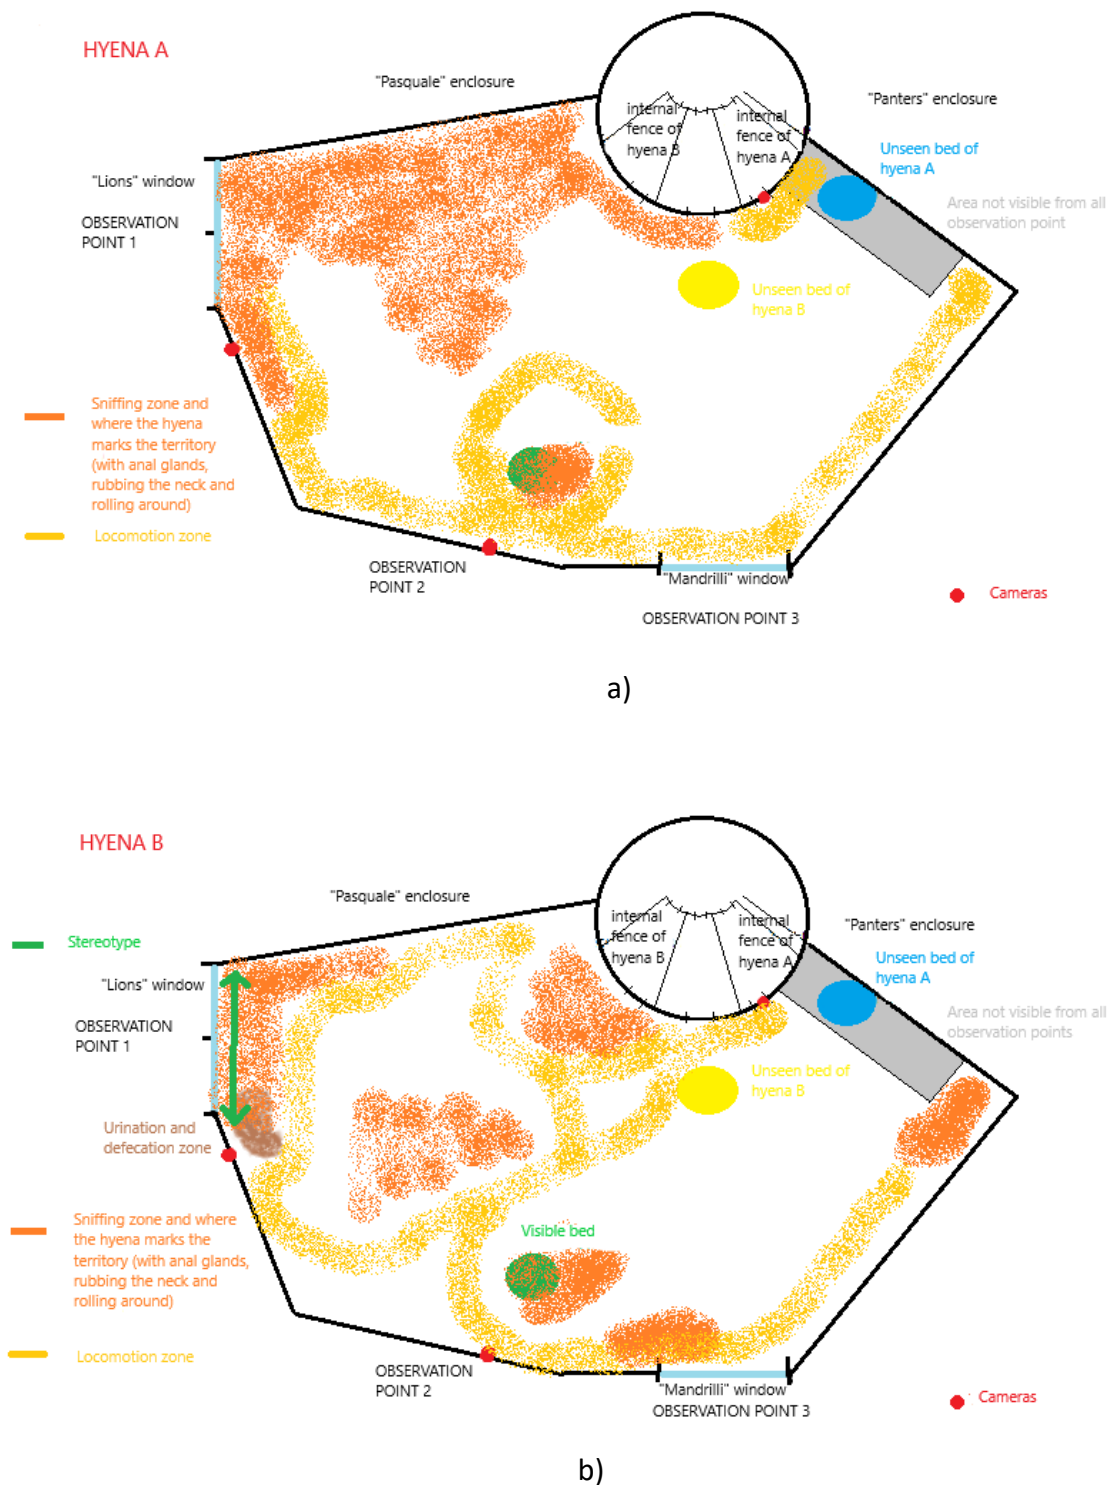 HYENA A
"Pasquale" enclosure
"Panters" enclosure
internal
fence of
hyena B
internal
fence of
hyena A
Unseen bed of
hyena A
"Lions" window
Area not visible from all
observation point
OBSERVATION
POINT 1
Unseen bed of
hyena B
Sniffing zone and
where the hyena
marks the territory
(with anal glands,
rubbing the neck and
rolling around)
Locomotion zone
OBSERVATION
POINT 2
"Mandrilli" window
OBSERVATION POINT 3
Cameras
a)
HYENA B
"Pasquale" enclosure
"Panters" enclosure
internal
fence of
hyena B
internal
fence of
hyena A
Stereotype
Unseen bed of
hyena A
"Lions" window
Area not visible from all
observation points
OBSERVATION
POINT 1
Unseen bed of
hyena B
Urination and
defecation zone
Sniffing zone and where
the hyena marks the
territory (with anal glands,
rubbing the neck and
rolling around)
Visible bed
Locomotion zone
OBSERVATION
POINT 2
"Mandrilli" window
OBSERVATION POINT 3
Cameras
b)